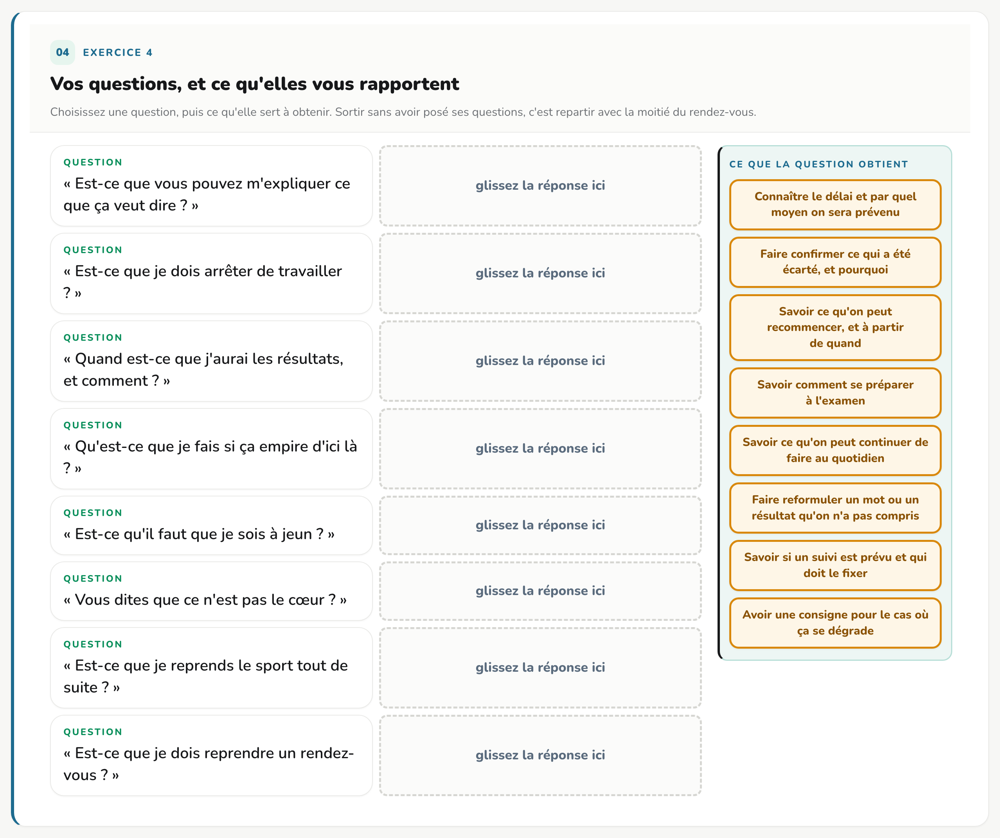 04 EXERCICE 4
Vos questions, et ce qu'elles vous rapportent
Choisissez une question, puis ce qu'elle sert à obtenir. Sortir sans avoir posé ses questions, c'est repartir avec la moitié du rendez-vous.
QUESTION
« Est-ce que vous pouvez m'expliquer ce
que ça veut dire ? »
glissez la réponse ici
QUESTION
« Est-ce que je dois arrêter de travailler
? »
glissez la réponse ici
QUESTION
« Quand est-ce que j'aurai les résultats,
et comment ? »
glissez la réponse ici
QUESTION
« Qu'est-ce que je fais si ça empire d'ici là
? »
glissez la réponse ici
QUESTION
« Est-ce qu'il faut que je sois à jeun ? »
glissez la réponse ici
QUESTION
« Vous dites que ce n'est pas le cœur ? »
glissez la réponse ici
QUESTION
« Est-ce que je reprends le sport tout de
suite ? »
glissez la réponse ici
QUESTION
« Est-ce que je dois reprendre un rendez-
vous ? »
glissez la réponse ici
CE QUE LA QUESTION OBTIENT
Connaître le délai et par quel
moyen on sera prévenu
Faire confirmer ce qui a été
écarté, et pourquoi
Savoir ce qu'on peut
recommencer, et à partir
de quand
Savoir comment se préparer
à l'examen
Savoir ce qu'on peut continuer de
faire au quotidien
Faire reformuler un mot ou un
résultat qu'on n'a pas compris
Savoir si un suivi est prévu et qui
doit le fixer
Avoir une consigne pour le cas où
ça se dégrade